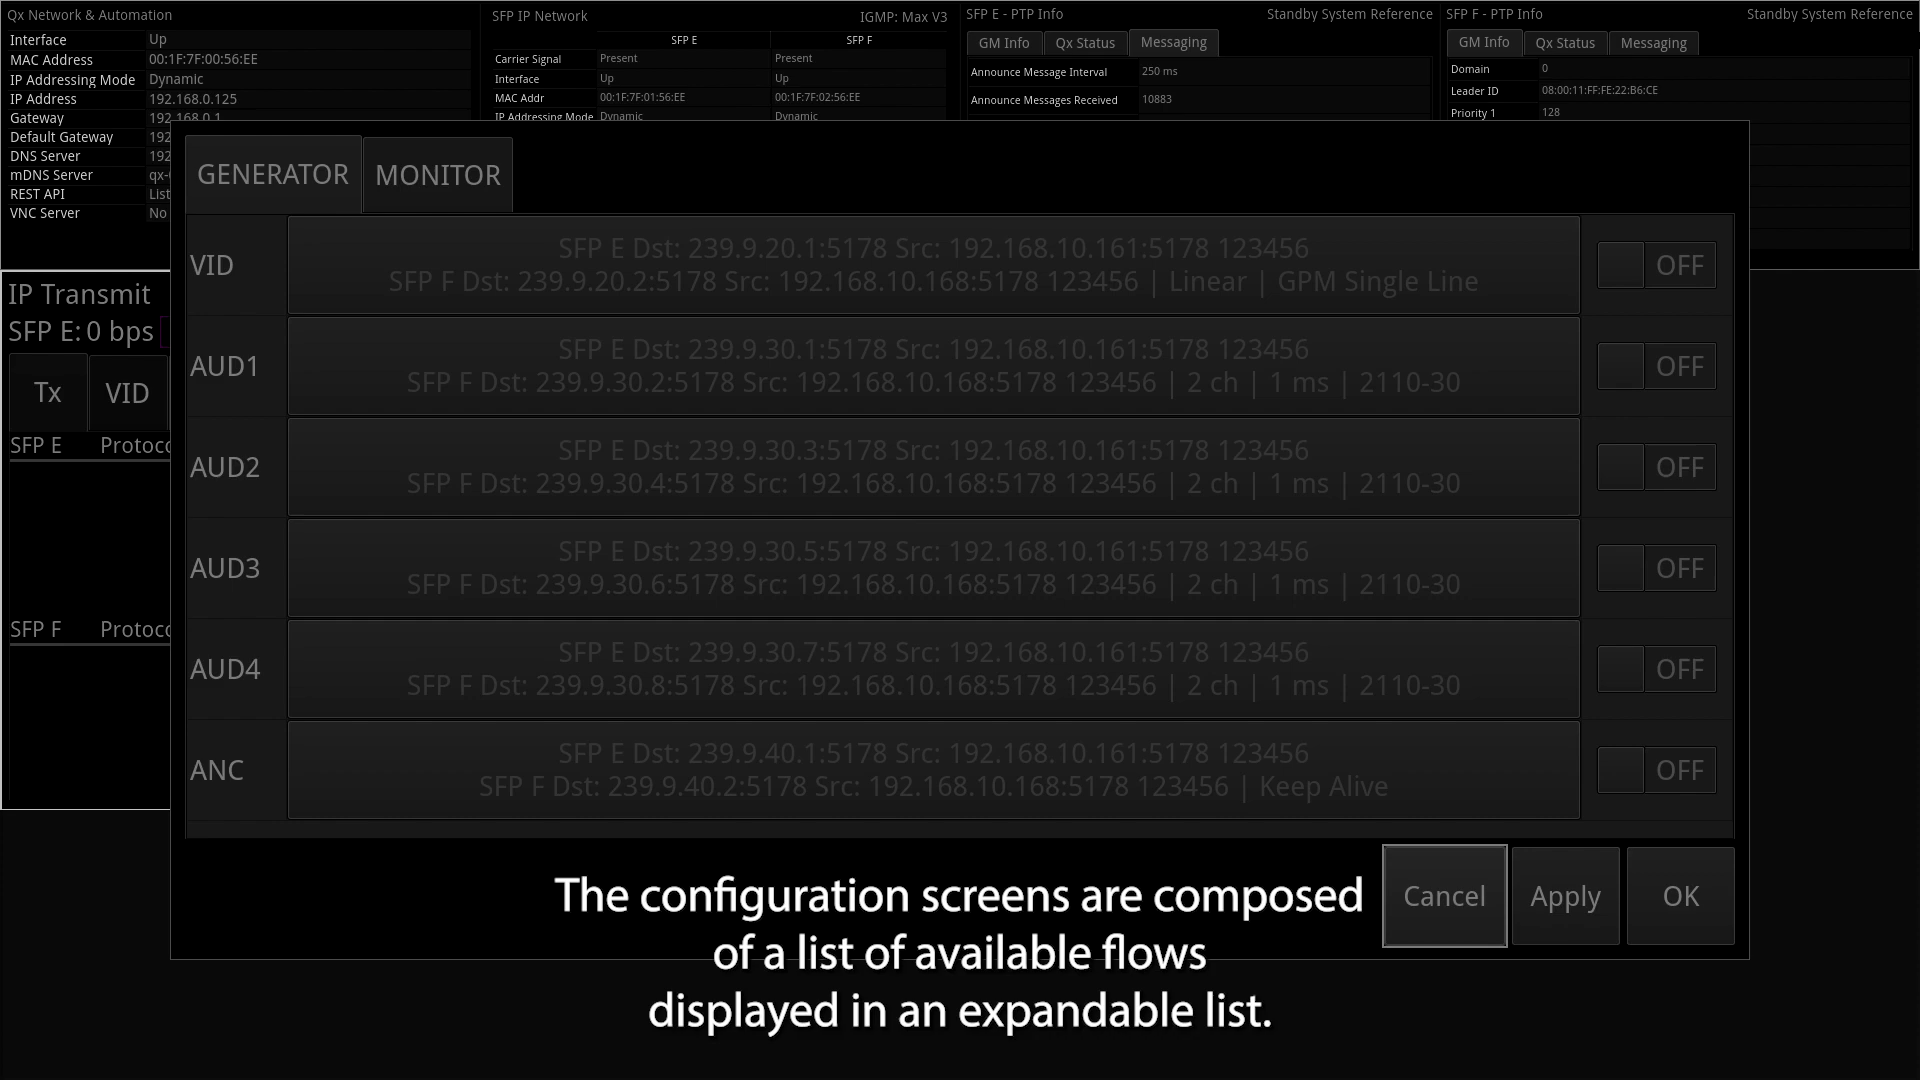 Qx Network & Automation
Interface Up
MAC Address 00:1F:7F:00:56:EE
IP Addressing Mode Dynamic
IP Address 192.168.0.125
Gateway 192.168.0.1
Default Gateway 192
DNS Server 192
mDNS Server qx-
REST API List
VNC Server No
SFP IP Network IGMP: Max V3
SFP E SFP F
Carrier Signal Present Present
Interface Up Up
MAC Addr 00:1F:7F:01:56:EE 00:1F:7F:02:56:EE
IP Addressing Mode Dynamic Dynamic
SFP E - PTP Info Standby System Reference
GM Info Qx Status Messaging
Announce Message Interval 250 ms
Announce Messages Received 10883
SFP F - PTP Info Standby System Reference
GM Info Qx Status Messaging
Domain 0
Leader ID 08:00:11:FF:FE:22:B6:CE
Priority 1 128
IP Transmit
SFP E: 0 bps
Tx VID
SFP E Protoco
SFP F Protoco
GENERATOR MONITOR
VID
SFP E Dst: 239.9.20.1:5178 Src: 192.168.10.161:5178 123456
SFP F Dst: 239.9.20.2:5178 Src: 192.168.10.168:5178 123456 | Linear | GPM Single Line
OFF
AUD1
SFP E Dst: 239.9.30.1:5178 Src: 192.168.10.161:5178 123456
SFP F Dst: 239.9.30.2:5178 Src: 192.168.10.168:5178 123456 | 2 ch | 1 ms | 2110-30
OFF
AUD2
SFP E Dst: 239.9.30.3:5178 Src: 192.168.10.161:5178 123456
SFP F Dst: 239.9.30.4:5178 Src: 192.168.10.168:5178 123456 | 2 ch | 1 ms | 2110-30
OFF
AUD3
SFP E Dst: 239.9.30.5:5178 Src: 192.168.10.161:5178 123456
SFP F Dst: 239.9.30.6:5178 Src: 192.168.10.168:5178 123456 | 2 ch | 1 ms | 2110-30
OFF
AUD4
SFP E Dst: 239.9.30.7:5178 Src: 192.168.10.161:5178 123456
SFP F Dst: 239.9.30.8:5178 Src: 192.168.10.168:5178 123456 | 2 ch | 1 ms | 2110-30
OFF
ANC
SFP E Dst: 239.9.40.1:5178 Src: 192.168.10.161:5178 123456
SFP F Dst: 239.9.40.2:5178 Src: 192.168.10.168:5178 123456 | Keep Alive
OFF
Cancel Apply OK
The configuration screens are composed
of a list of available flows
displayed in an expandable list.